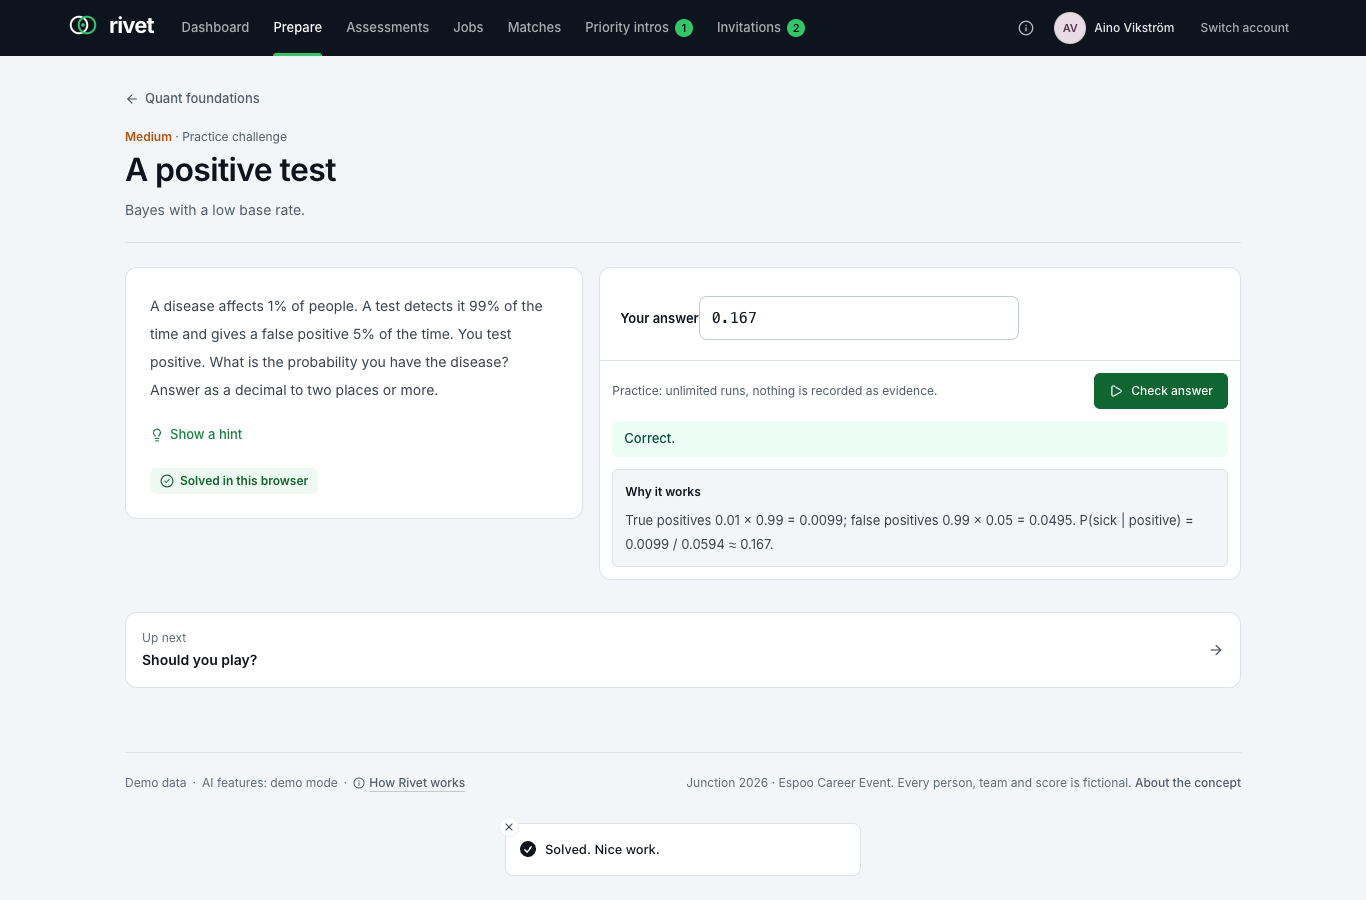 rivet Dashboard Prepare Assessments Jobs Matches Priority intros 1 Invitations 2 AV Aino Vikström Switch account
Quant foundations
Medium · Practice challenge
A positive test
Bayes with a low base rate.
A disease affects 1% of people. A test detects it 99% of the
time and gives a false positive 5% of the time. You test
positive. What is the probability you have the disease?
Answer as a decimal to two places or more.
Show a hint
Solved in this browser
Your answer 0.167
Practice: unlimited runs, nothing is recorded as evidence. Check answer
Correct.
Why it works
True positives 0.01 × 0.99 = 0.0099; false positives 0.99 × 0.05 = 0.0495. P(sick | positive) =
0.0099 / 0.0594 ≈ 0.167.
Up next
Should you play?
Demo data · AI features: demo mode · How Rivet works Junction 2026 · Espoo Career Event. Every person, team and score is fictional. About the concept
Solved. Nice work.